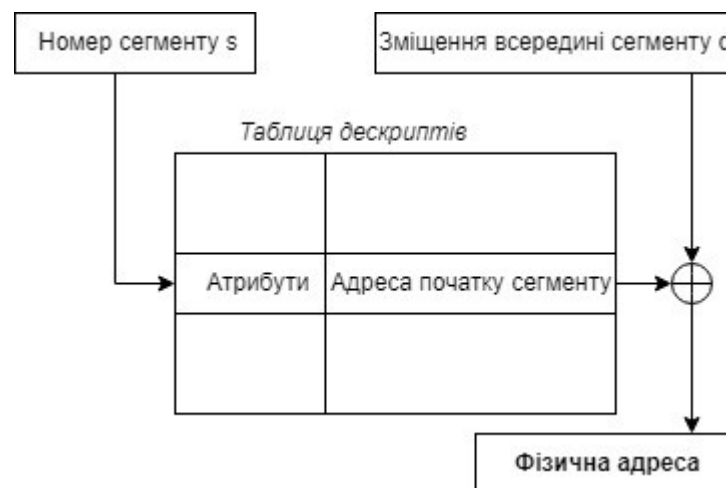 Номер сегменту s
Зміщення всередині сегменту d
Таблиця дескриптів
Атрибути
Адреса початку сегменту
Фізична адреса